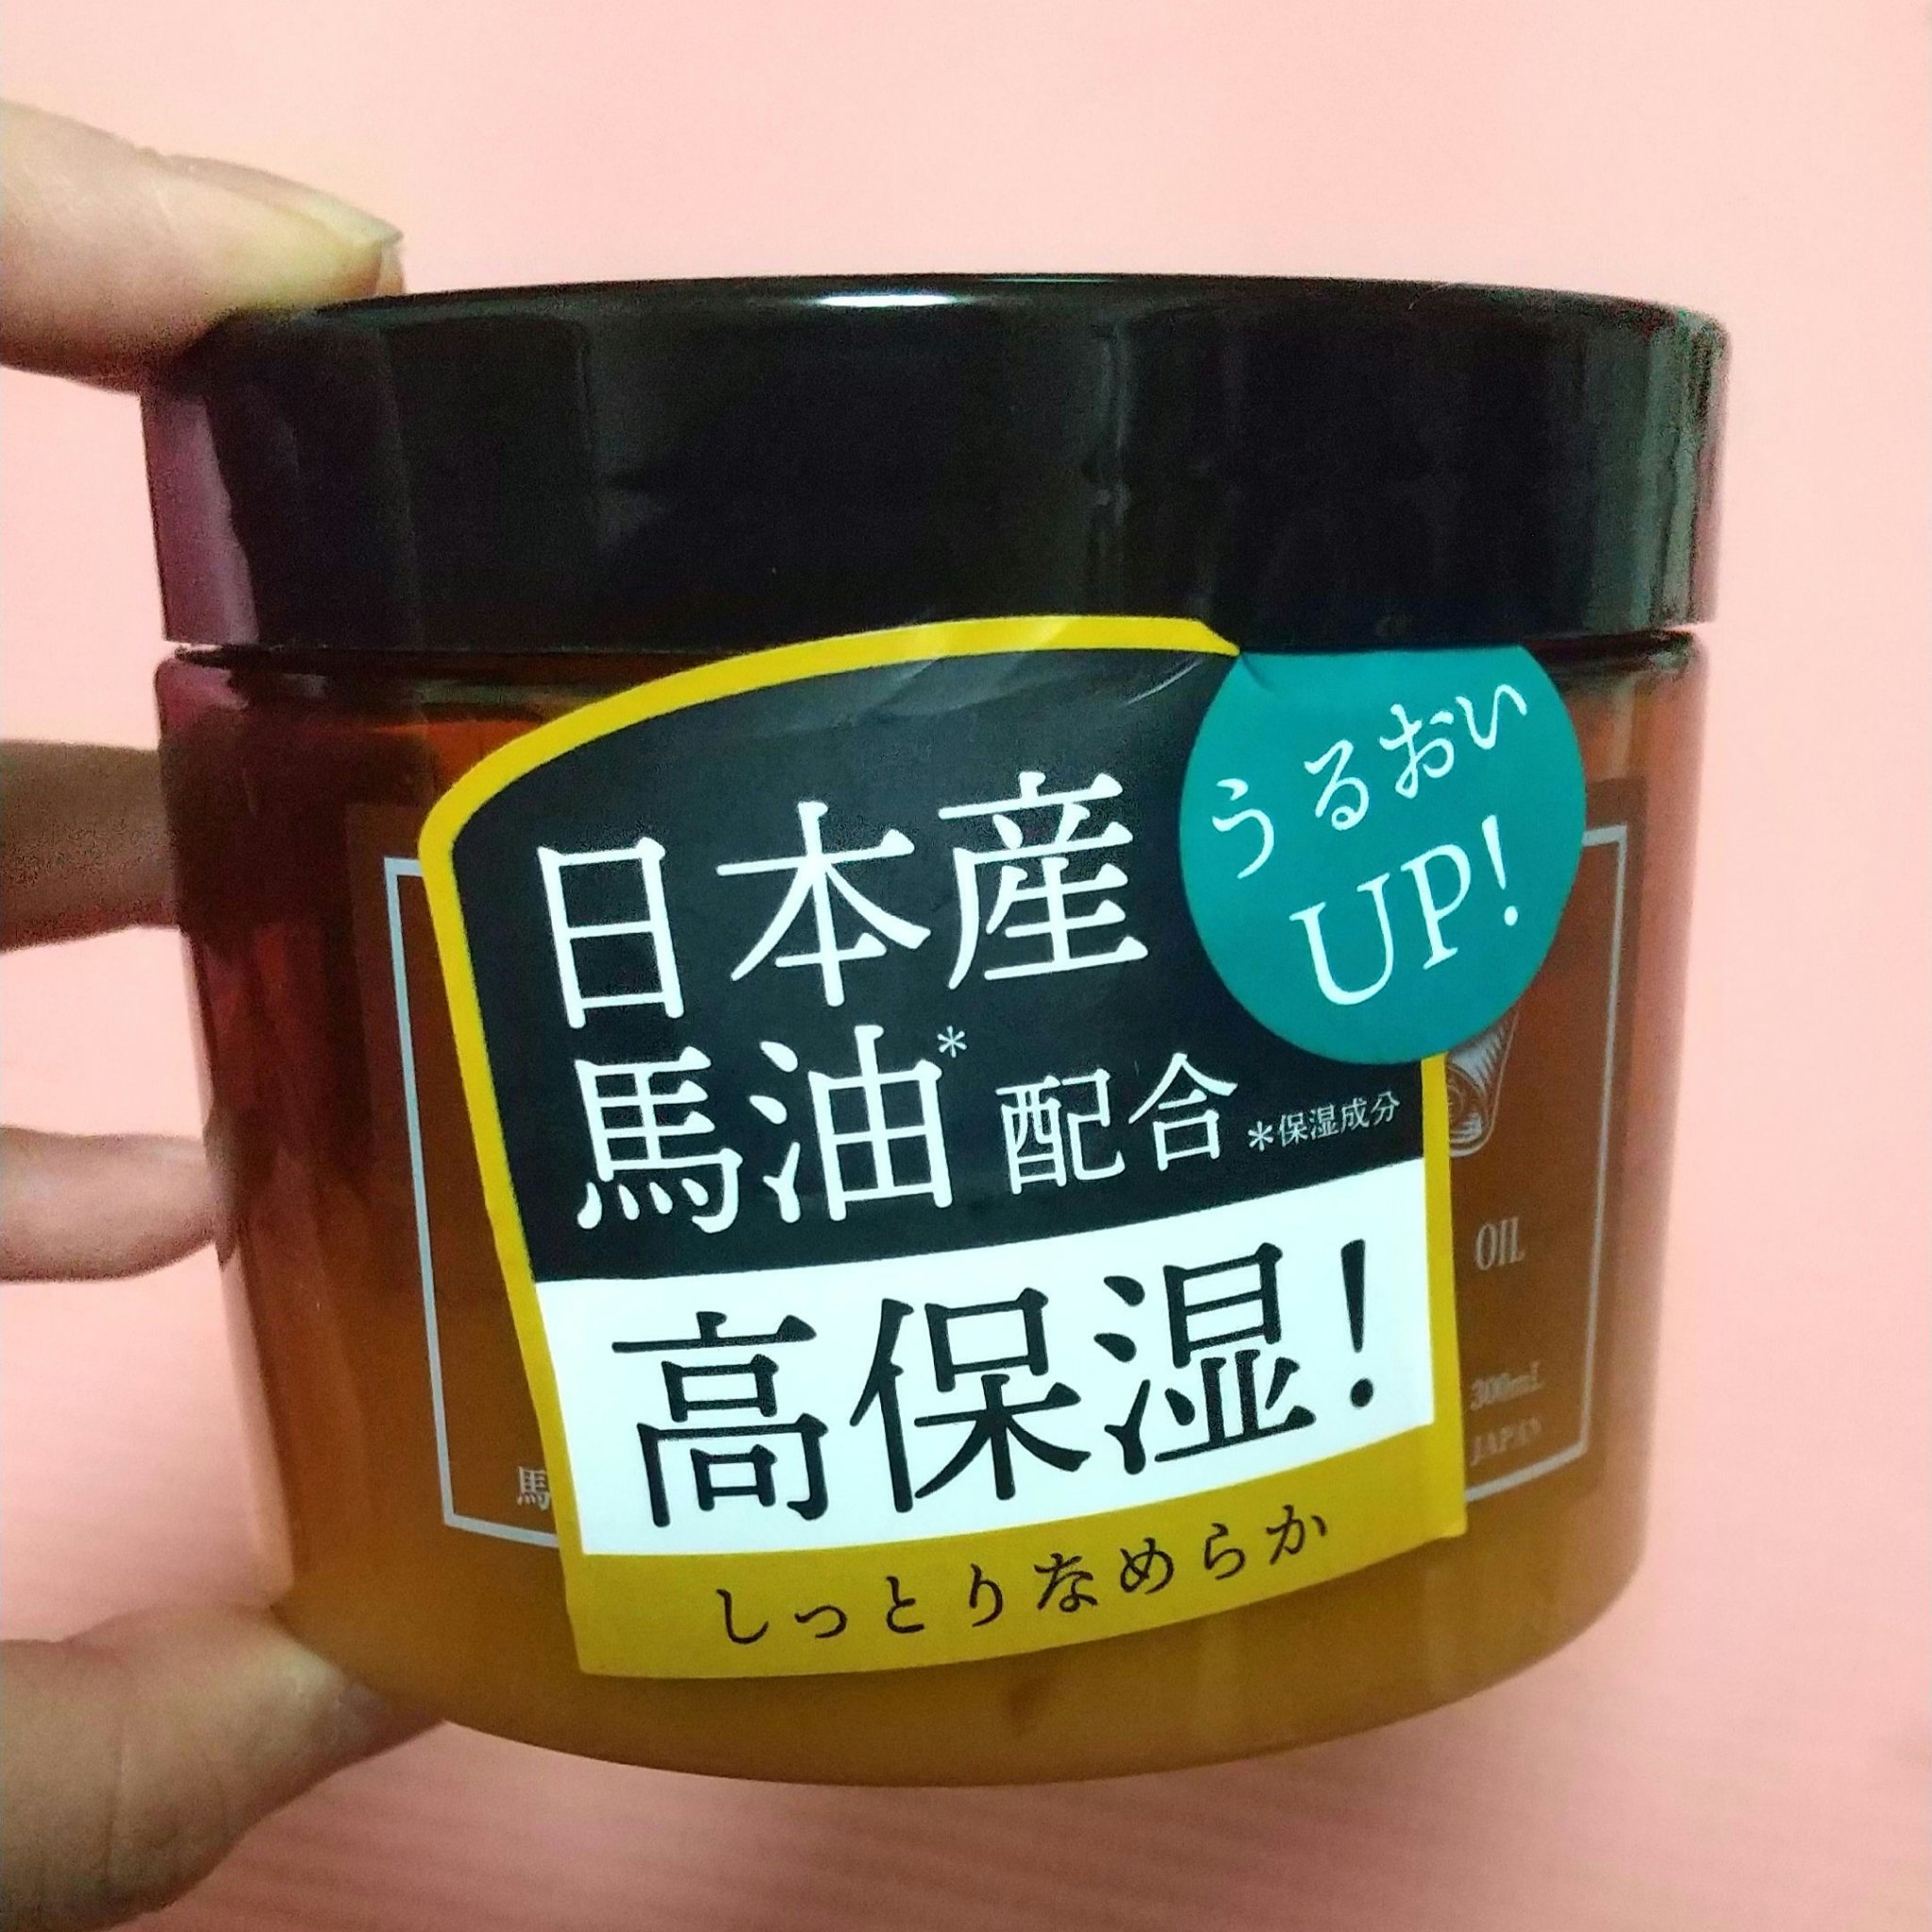 うるおい
UP!
日本産
馬油*配合 *保湿成分
高保湿!
しっとりなめらか
OIL
300mL
JAPAN
馬